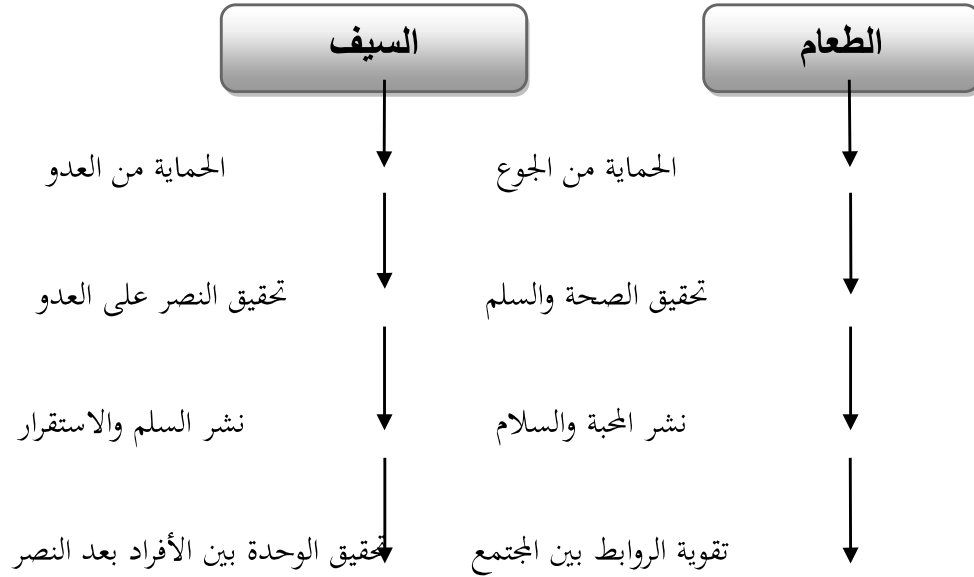 الطعام
السيف
الحماية من الجوع
الحماية من العدو
تحقيق الصحة والسلم
تحقيق النصر على العدو
نشر المحبة والسلام
نشر السلم والاستقرار
تقوية الروابط بين المجتمع
تحقيق الوحدة بين الأفراد بعد النصر